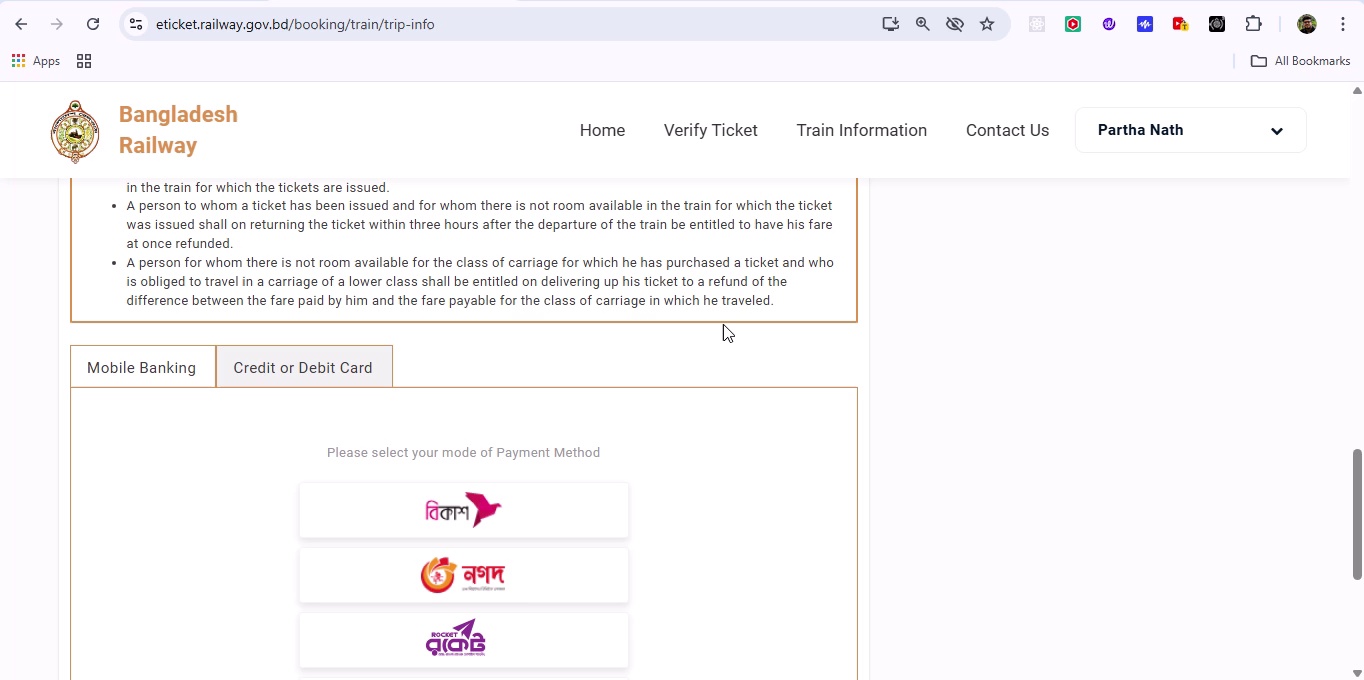 eticket.railway.gov.bd/booking/train/trip-info
Apps
All Bookmarks
Bangladesh
Railway
Home
Verify Ticket
Train Information
Contact Us
Partha Nath
in the train for which the tickets are issued.
• A person to whom a ticket has been issued and for whom there is not room available in the train for which the ticket
was issued shall on returning the ticket within three hours after the departure of the train be entitled to have his fare
at once refunded.
• A person for whom there is not room available for the class of carriage for which he has purchased a ticket and who
is obliged to travel in a carriage of a lower class shall be entitled on delivering up his ticket to a refund of the
difference between the fare paid by him and the fare payable for the class of carriage in which he traveled.
Mobile Banking
Credit or Debit Card
Please select your mode of Payment Method
বিকাশ
নগদ
ROCKET
রকেট